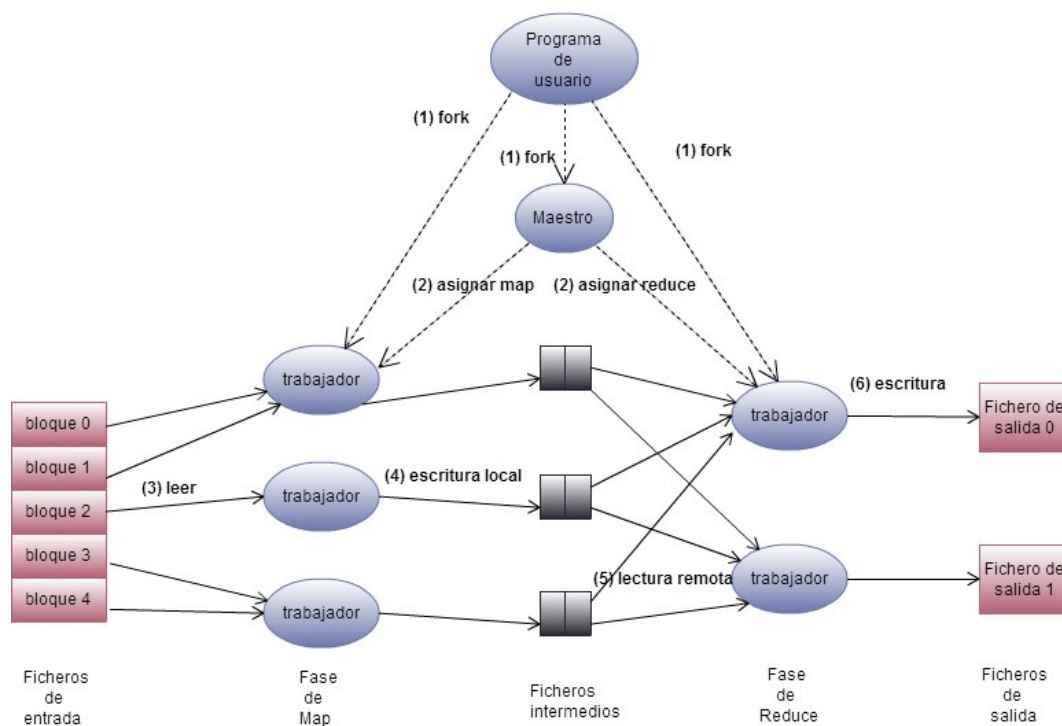 Programa
de
usuario
(1) fork
(1) fork
(1) fork
Maestro
(2) asignar map
(2) asignar reduce
trabajador
(6) escritura
bloque 0
trabajador
Fichero de
salida 0
bloque 1
(3) leer
trabajador
(4) escritura local
bloque 2
bloque 3
(5) lectura remota
trabajador
Fichero de
salida 1
bloque 4
trabajador
Ficheros
de
entrada
Fase
de
Map
Ficheros
intermedios
Fase
de
Reduce
Ficheros
de
salida